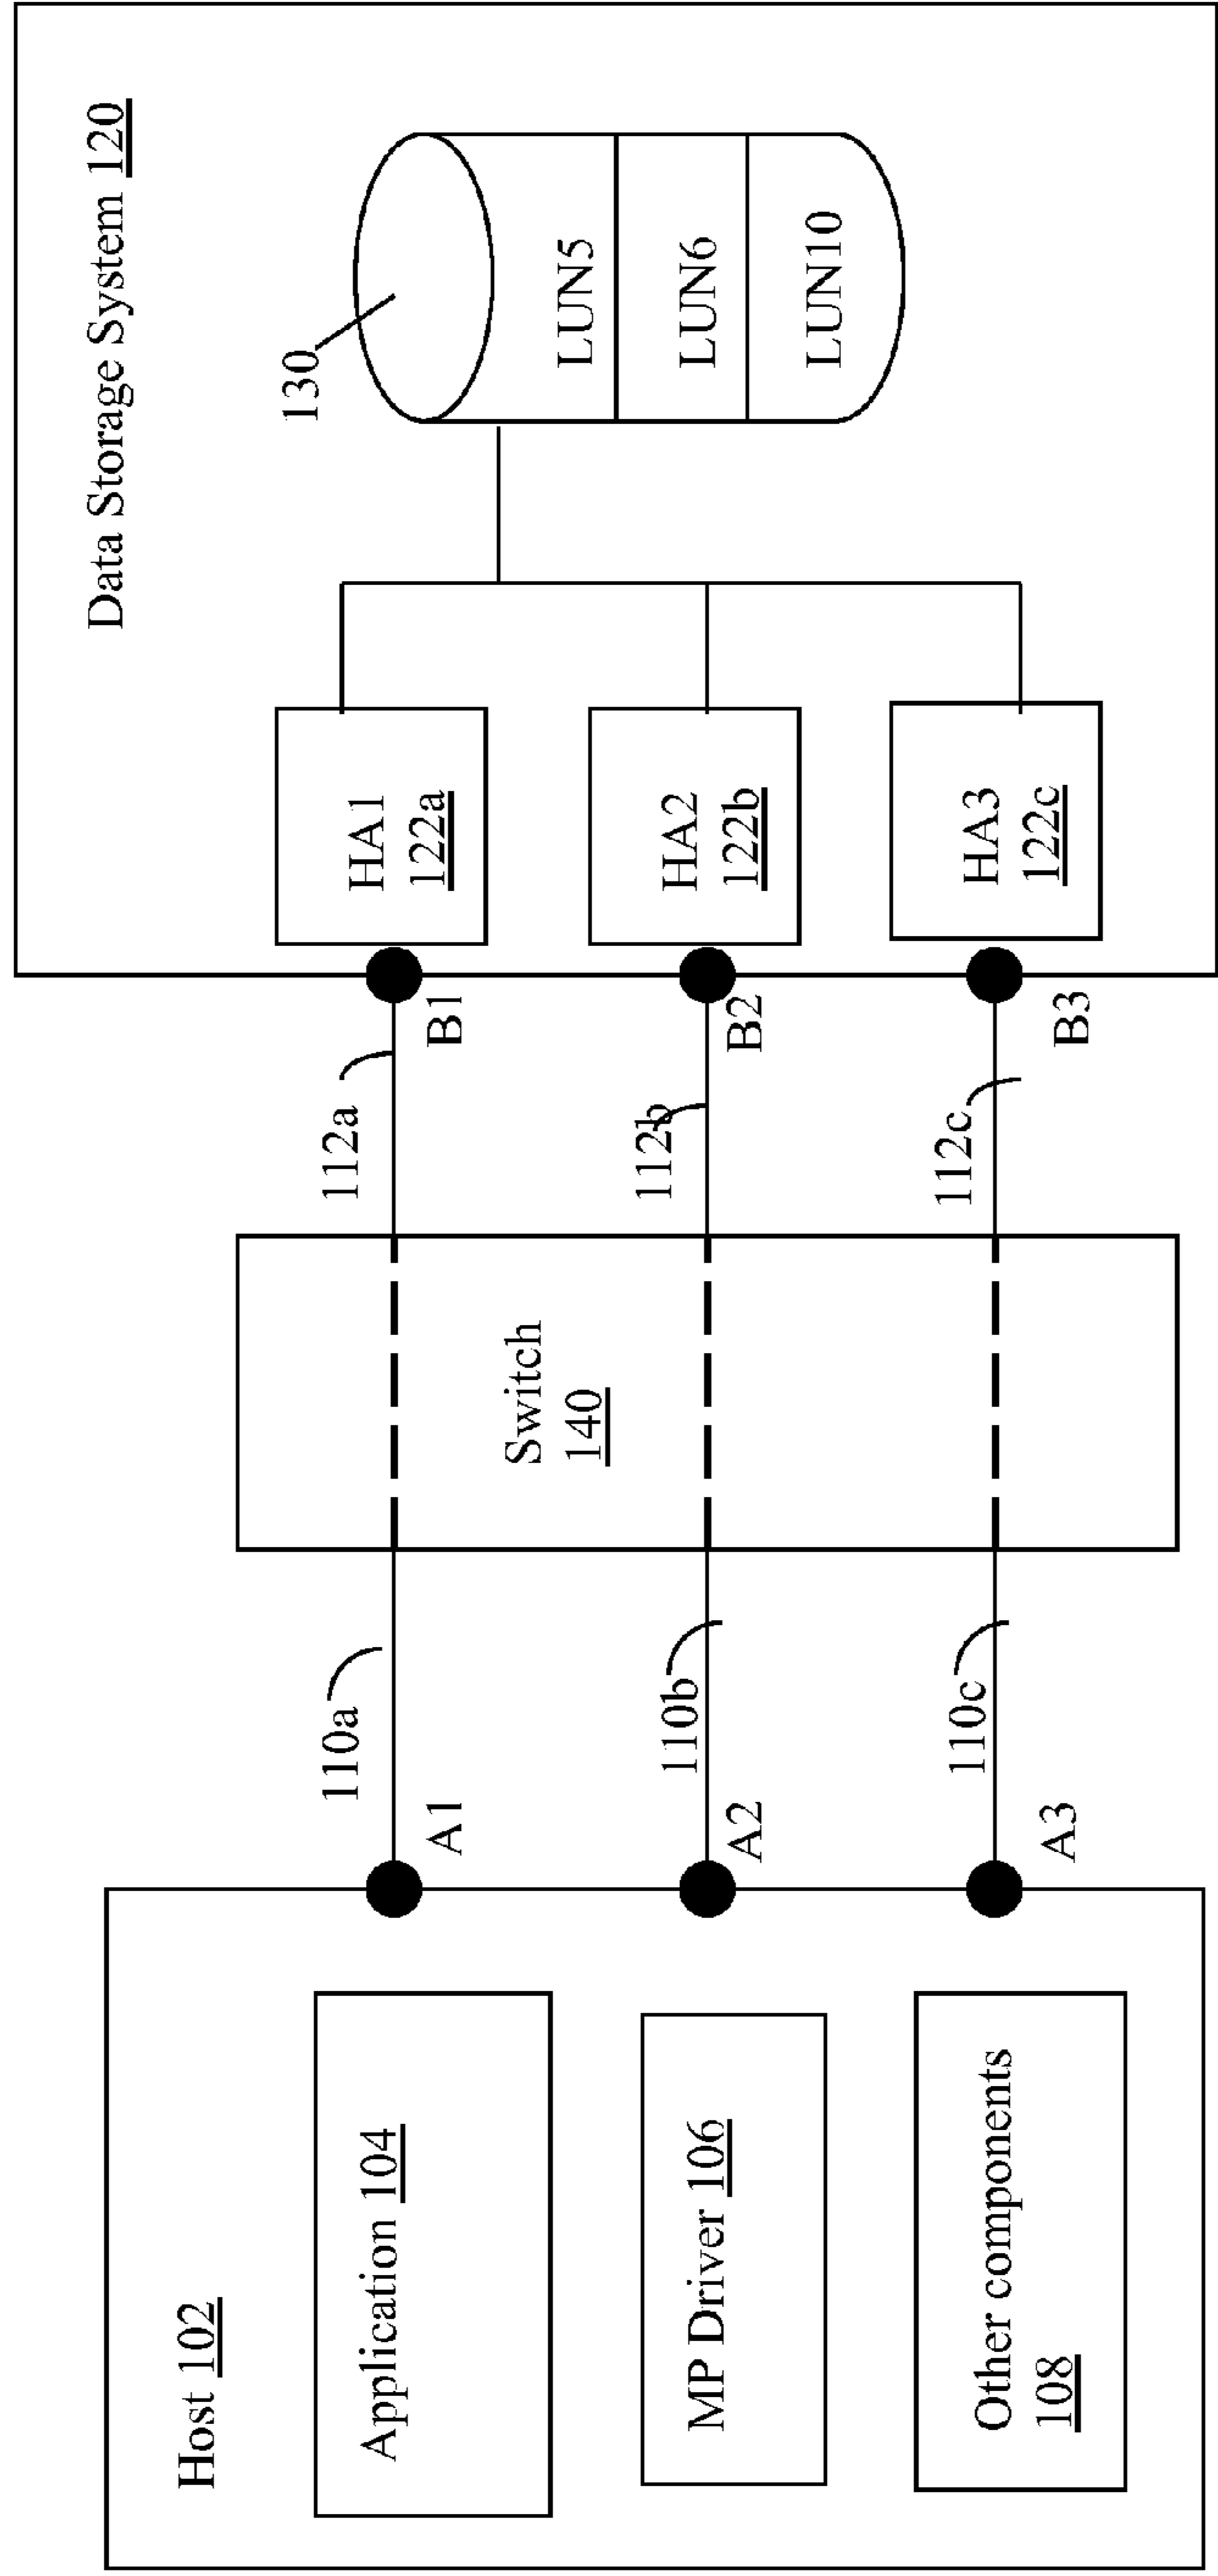 Host 102
Application 104
MP Driver 106
Other components
108
A1
A2
A3
110a
110b
110c
Switch
140
112a
112b
112c
B1
B2
B3
Data Storage System 120
HA1
122a
HA2
122b
HA3
122c
130
LUN5
LUN6
LUN10